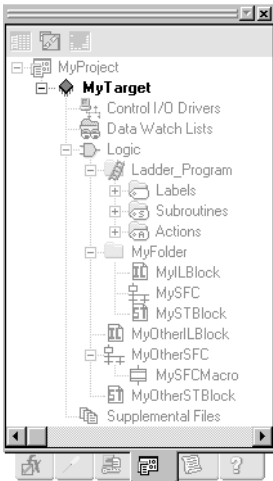 MyProject
MyTarget
Control I/O Drivers
Data Watch Lists
Logic
Ladder_Program
Labels
Subroutines
Actions
MyFolder
MyILBlock
MySFC
MySTBlock
MyOtherILBlock
MyOtherSFC
MySFCMacro
MyOtherSTBlock
Supplemental Files